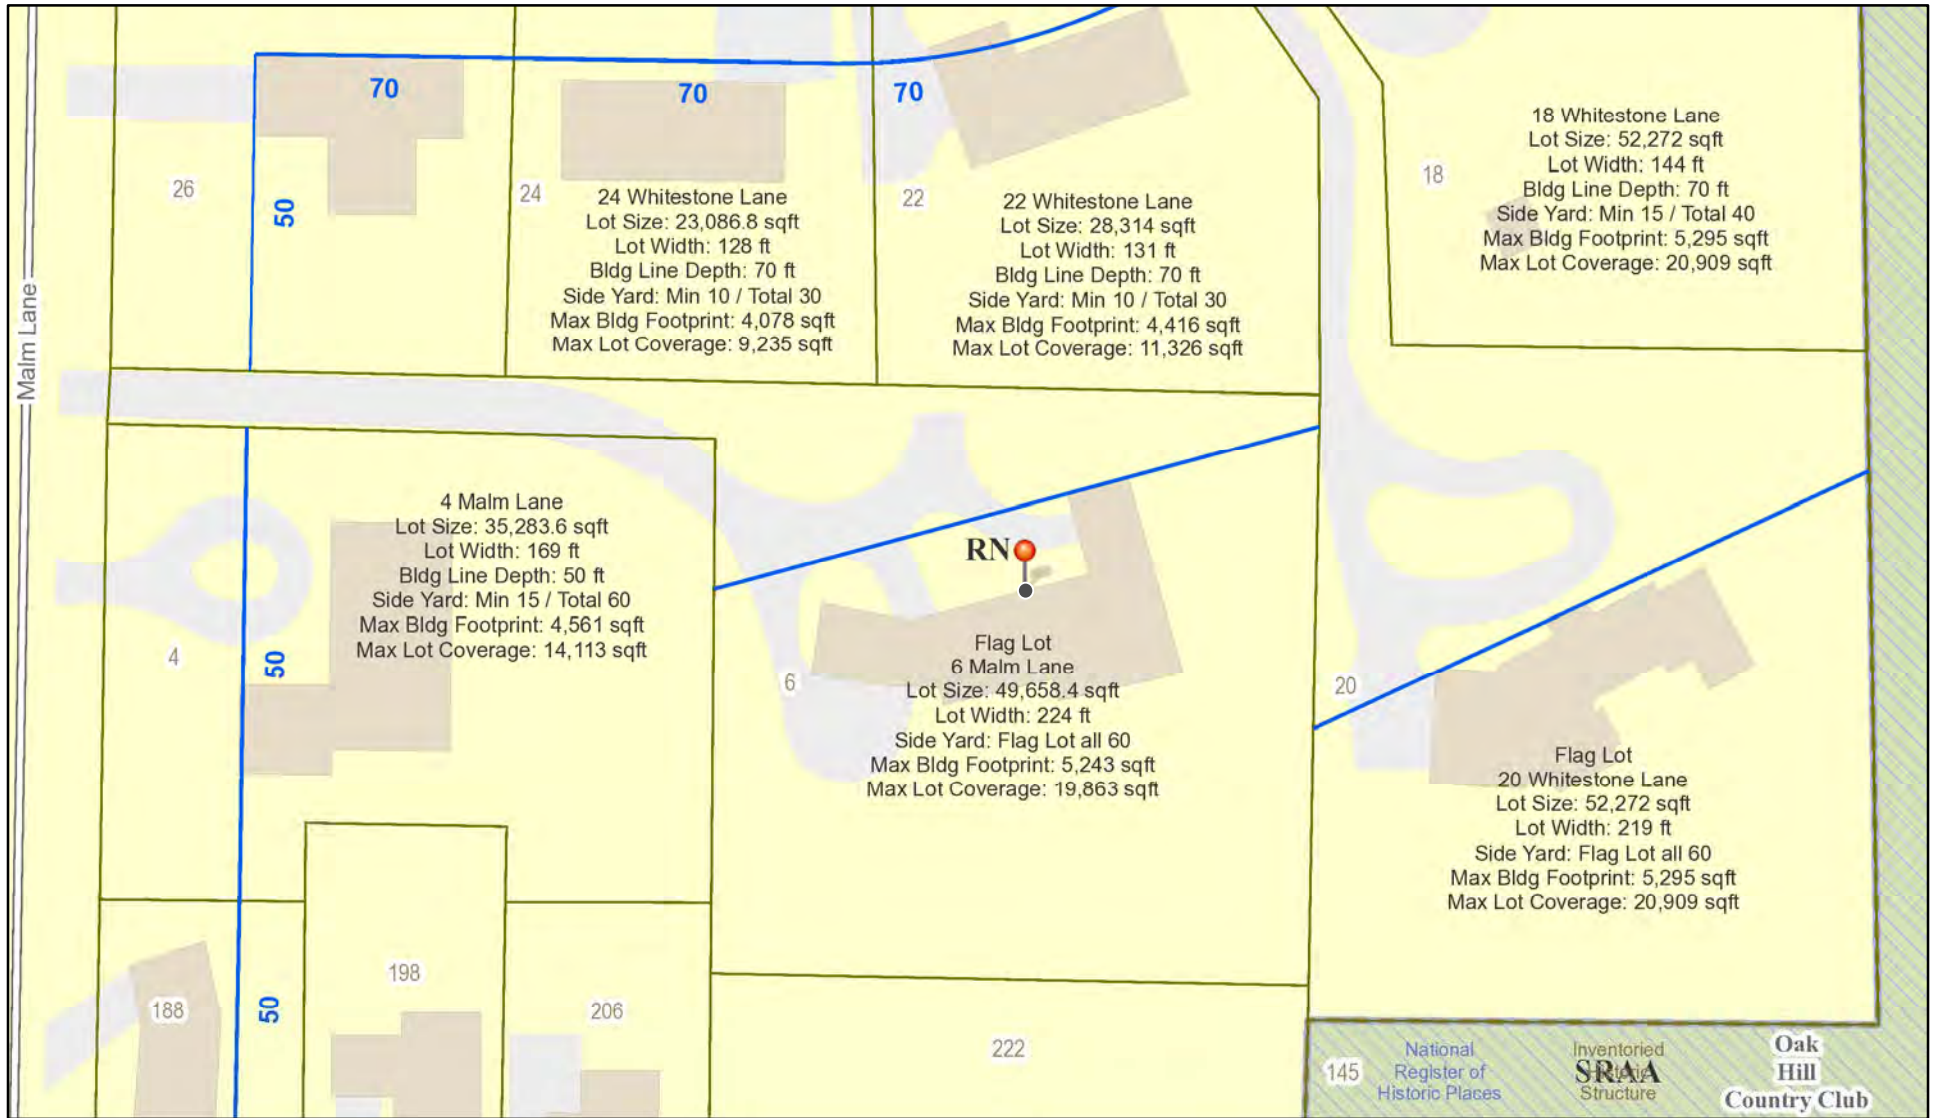 70
70
70
26
50
24
22
18
24 Whitestone Lane
Lot Size: 23,086.8 sqft
Lot Width: 128 ft
Bldg Line Depth: 70 ft
Side Yard: Min 10 / Total 30
Max Bldg Footprint: 4,078 sqft
Max Lot Coverage: 9,235 sqft
22 Whitestone Lane
Lot Size: 28,314 sqft
Lot Width: 131 ft
Bldg Line Depth: 70 ft
Side Yard: Min 10 / Total 30
Max Bldg Footprint: 4,416 sqft
Max Lot Coverage: 11,326 sqft
18 Whitestone Lane
Lot Size: 52,272 sqft
Lot Width: 144 ft
Bldg Line Depth: 70 ft
Side Yard: Min 15 / Total 40
Max Bldg Footprint: 5,295 sqft
Max Lot Coverage: 20,909 sqft
Malm Lane
4 Malm Lane
Lot Size: 35,283.6 sqft
Lot Width: 169 ft
Bldg Line Depth: 50 ft
Side Yard: Min 15 / Total 60
Max Bldg Footprint: 4,561 sqft
Max Lot Coverage: 14,113 sqft
4
50
RN
6
Flag Lot
6 Malm Lane
Lot Size: 49,658.4 sqft
Lot Width: 224 ft
Side Yard: Flag Lot all 60
Max Bldg Footprint: 5,243 sqft
Max Lot Coverage: 19,863 sqft
20
Flag Lot
20 Whitestone Lane
Lot Size: 52,272 sqft
Lot Width: 219 ft
Side Yard: Flag Lot all 60
Max Bldg Footprint: 5,295 sqft
Max Lot Coverage: 20,909 sqft
188
50
198
206
222
145
National
Register of
Historic Places
Inventoried
Historic
Structure
SRAA
Oak
Hill
Country Club